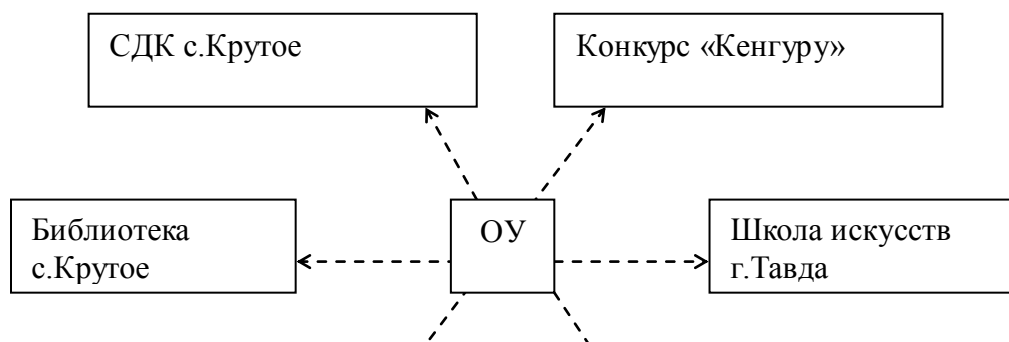 СДК с.Крутое
Конкурс «Кенгуру»
Библиотека
с.Крутое
ОУ
Школа искусств
г.Тавда